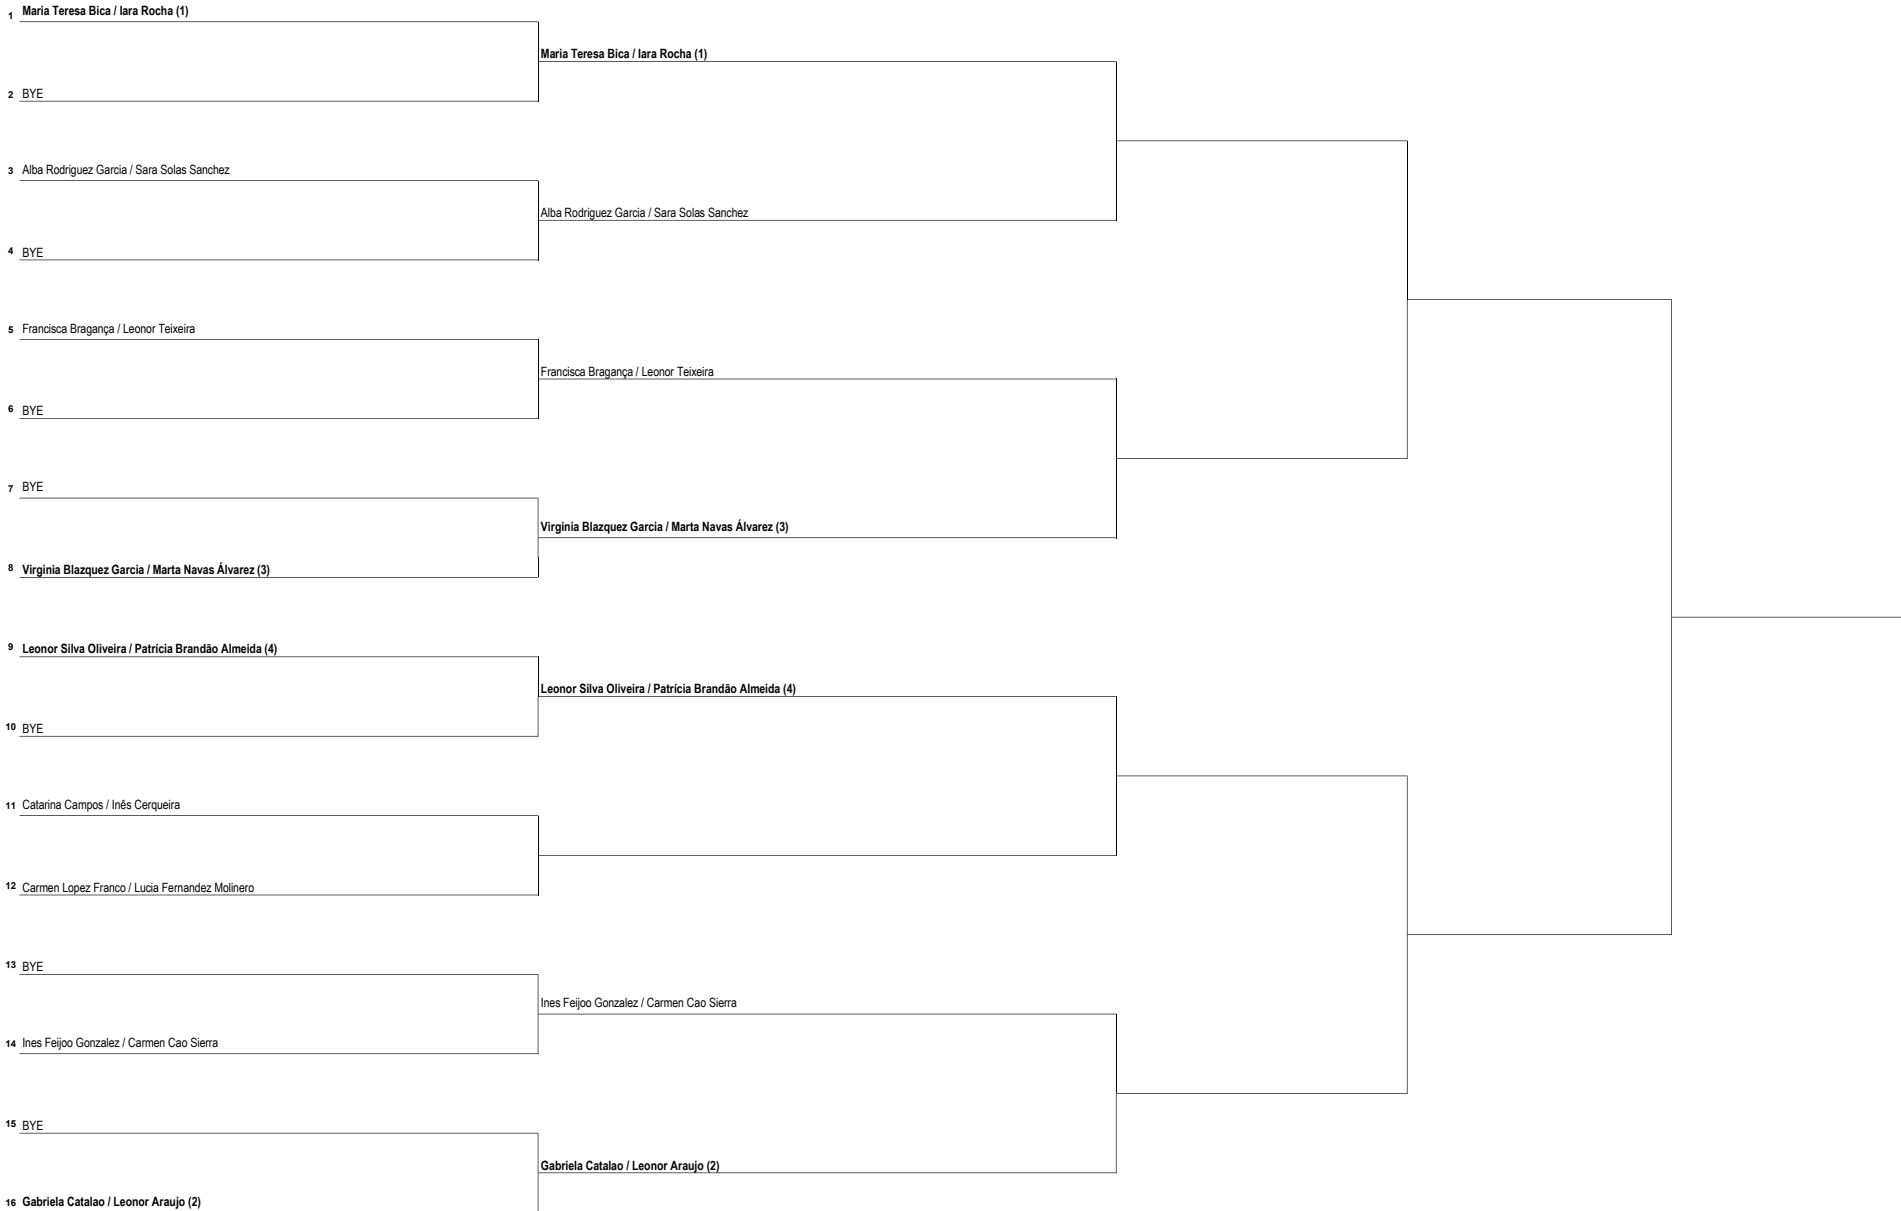 1 Maria Teresa Bica / Iara Rocha (1)
Maria Teresa Bica / Iara Rocha (1)
2 BYE
3 Alba Rodriguez Garcia / Sara Solas Sanchez
Alba Rodriguez Garcia / Sara Solas Sanchez
4 BYE
5 Francisca Bragança / Leonor Teixeira
Francisca Bragança / Leonor Teixeira
6 BYE
7 BYE
Virginia Blazquez Garcia / Marta Navas Álvarez (3)
8 Virginia Blazquez Garcia / Marta Navas Álvarez (3)
9 Leonor Silva Oliveira / Patrícia Brandão Almeida (4)
Leonor Silva Oliveira / Patrícia Brandão Almeida (4)
10 BYE
11 Catarina Campos / Inês Cerqueira
12 Carmen Lopez Franco / Lucia Fernandez Molinero
13 BYE
Ines Feijoo Gonzalez / Carmen Cao Sierra
14 Ines Feijoo Gonzalez / Carmen Cao Sierra
15 BYE
Gabriela Catalao / Leonor Araujo (2)
16 Gabriela Catalao / Leonor Araujo (2)